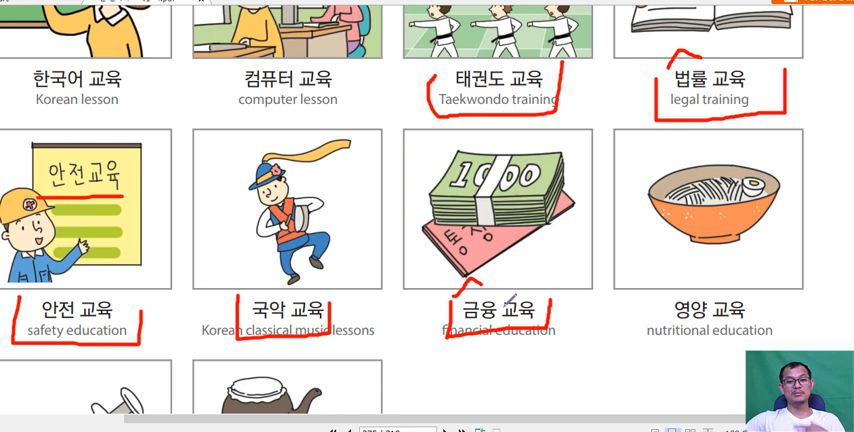 한국어 교육
Korean lesson
컴퓨터 교육
computer lesson
태권도 교육
Taekwondo training
법률 교육
legal training
안전교육
1000
통장
안전 교육
safety education
국악 교육
Korean classical music lessons
금융 교육
financial education
영양 교육
nutritional education